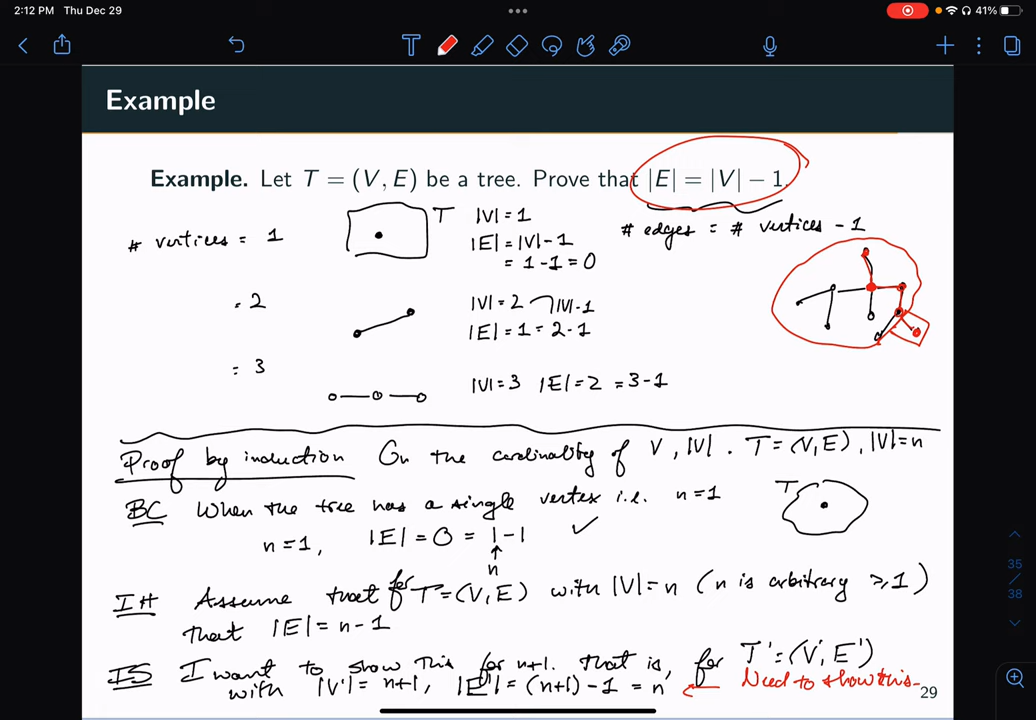 2:12 PM Thu Dec 29
41%
Example
Example. Let T = (V, E) be a tree. Prove that |E| = |V| − 1.
# vertices = 1
T
|V| = 1
|E| = |V| - 1
= 1 - 1 = 0
# edges = # vertices - 1
= 2
|V| = 2 |V| - 1
|E| = 1 = 2 - 1
= 3
|V| = 3 |E| = 2 = 3 - 1
Proof by induction On the cardinality of V, |V|. T = (V, E), |V| = n
BC When the tree has a single vertex i.e. n = 1
T
n = 1, |E| = 0 = 1 - 1 ✓
↑
n
IH Assume that for T = (V, E) with |V| = n (n is arbitrary ≥ 1)
that |E| = n - 1
IS I want to show this for n+1. That is, for T' = (V', E')
with |V'| = n+1, |E'| = (n+1) - 1 = n ← Need to show this.
29
35
/
38